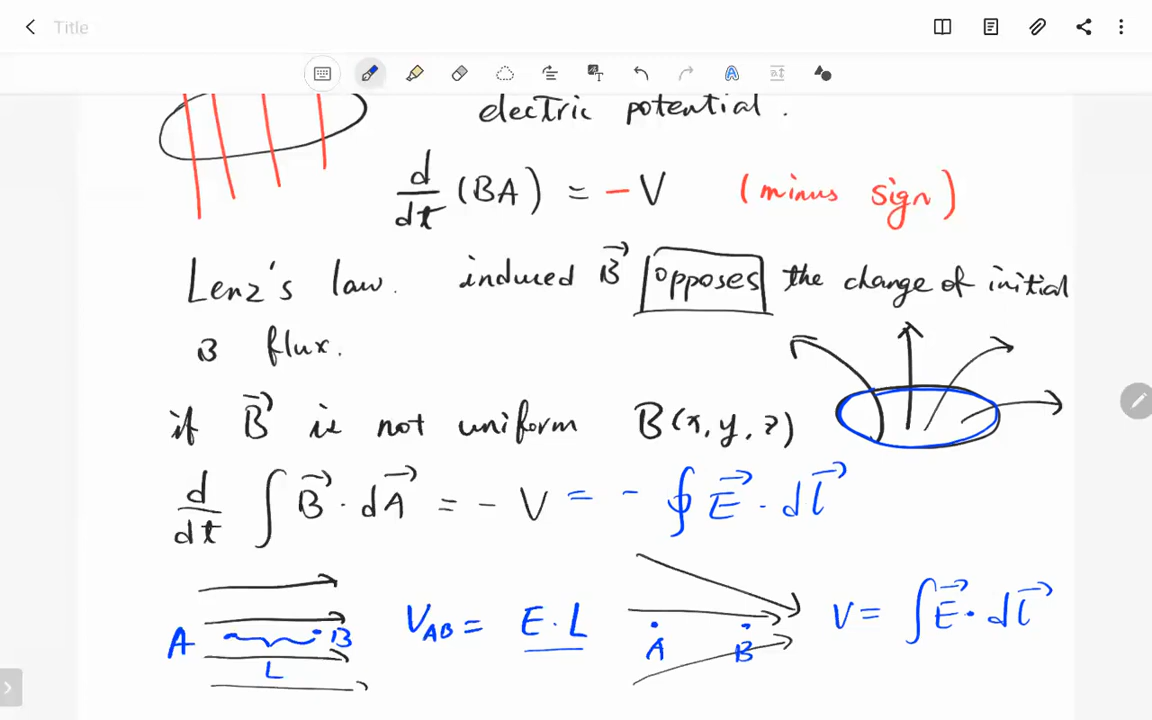 Title
electric potential.
d/dt (BA) = -V (minus sign)
Lenz's law. induced B⃗ opposes the change of initial
B flux.
if B⃗ is not uniform B(x, y, z)
d/dt ∫ B⃗ · dA⃗ = - V = - ∮ E⃗ · dl⃗
A B L V_AB = E · L A B V = ∫ E⃗ · dl⃗